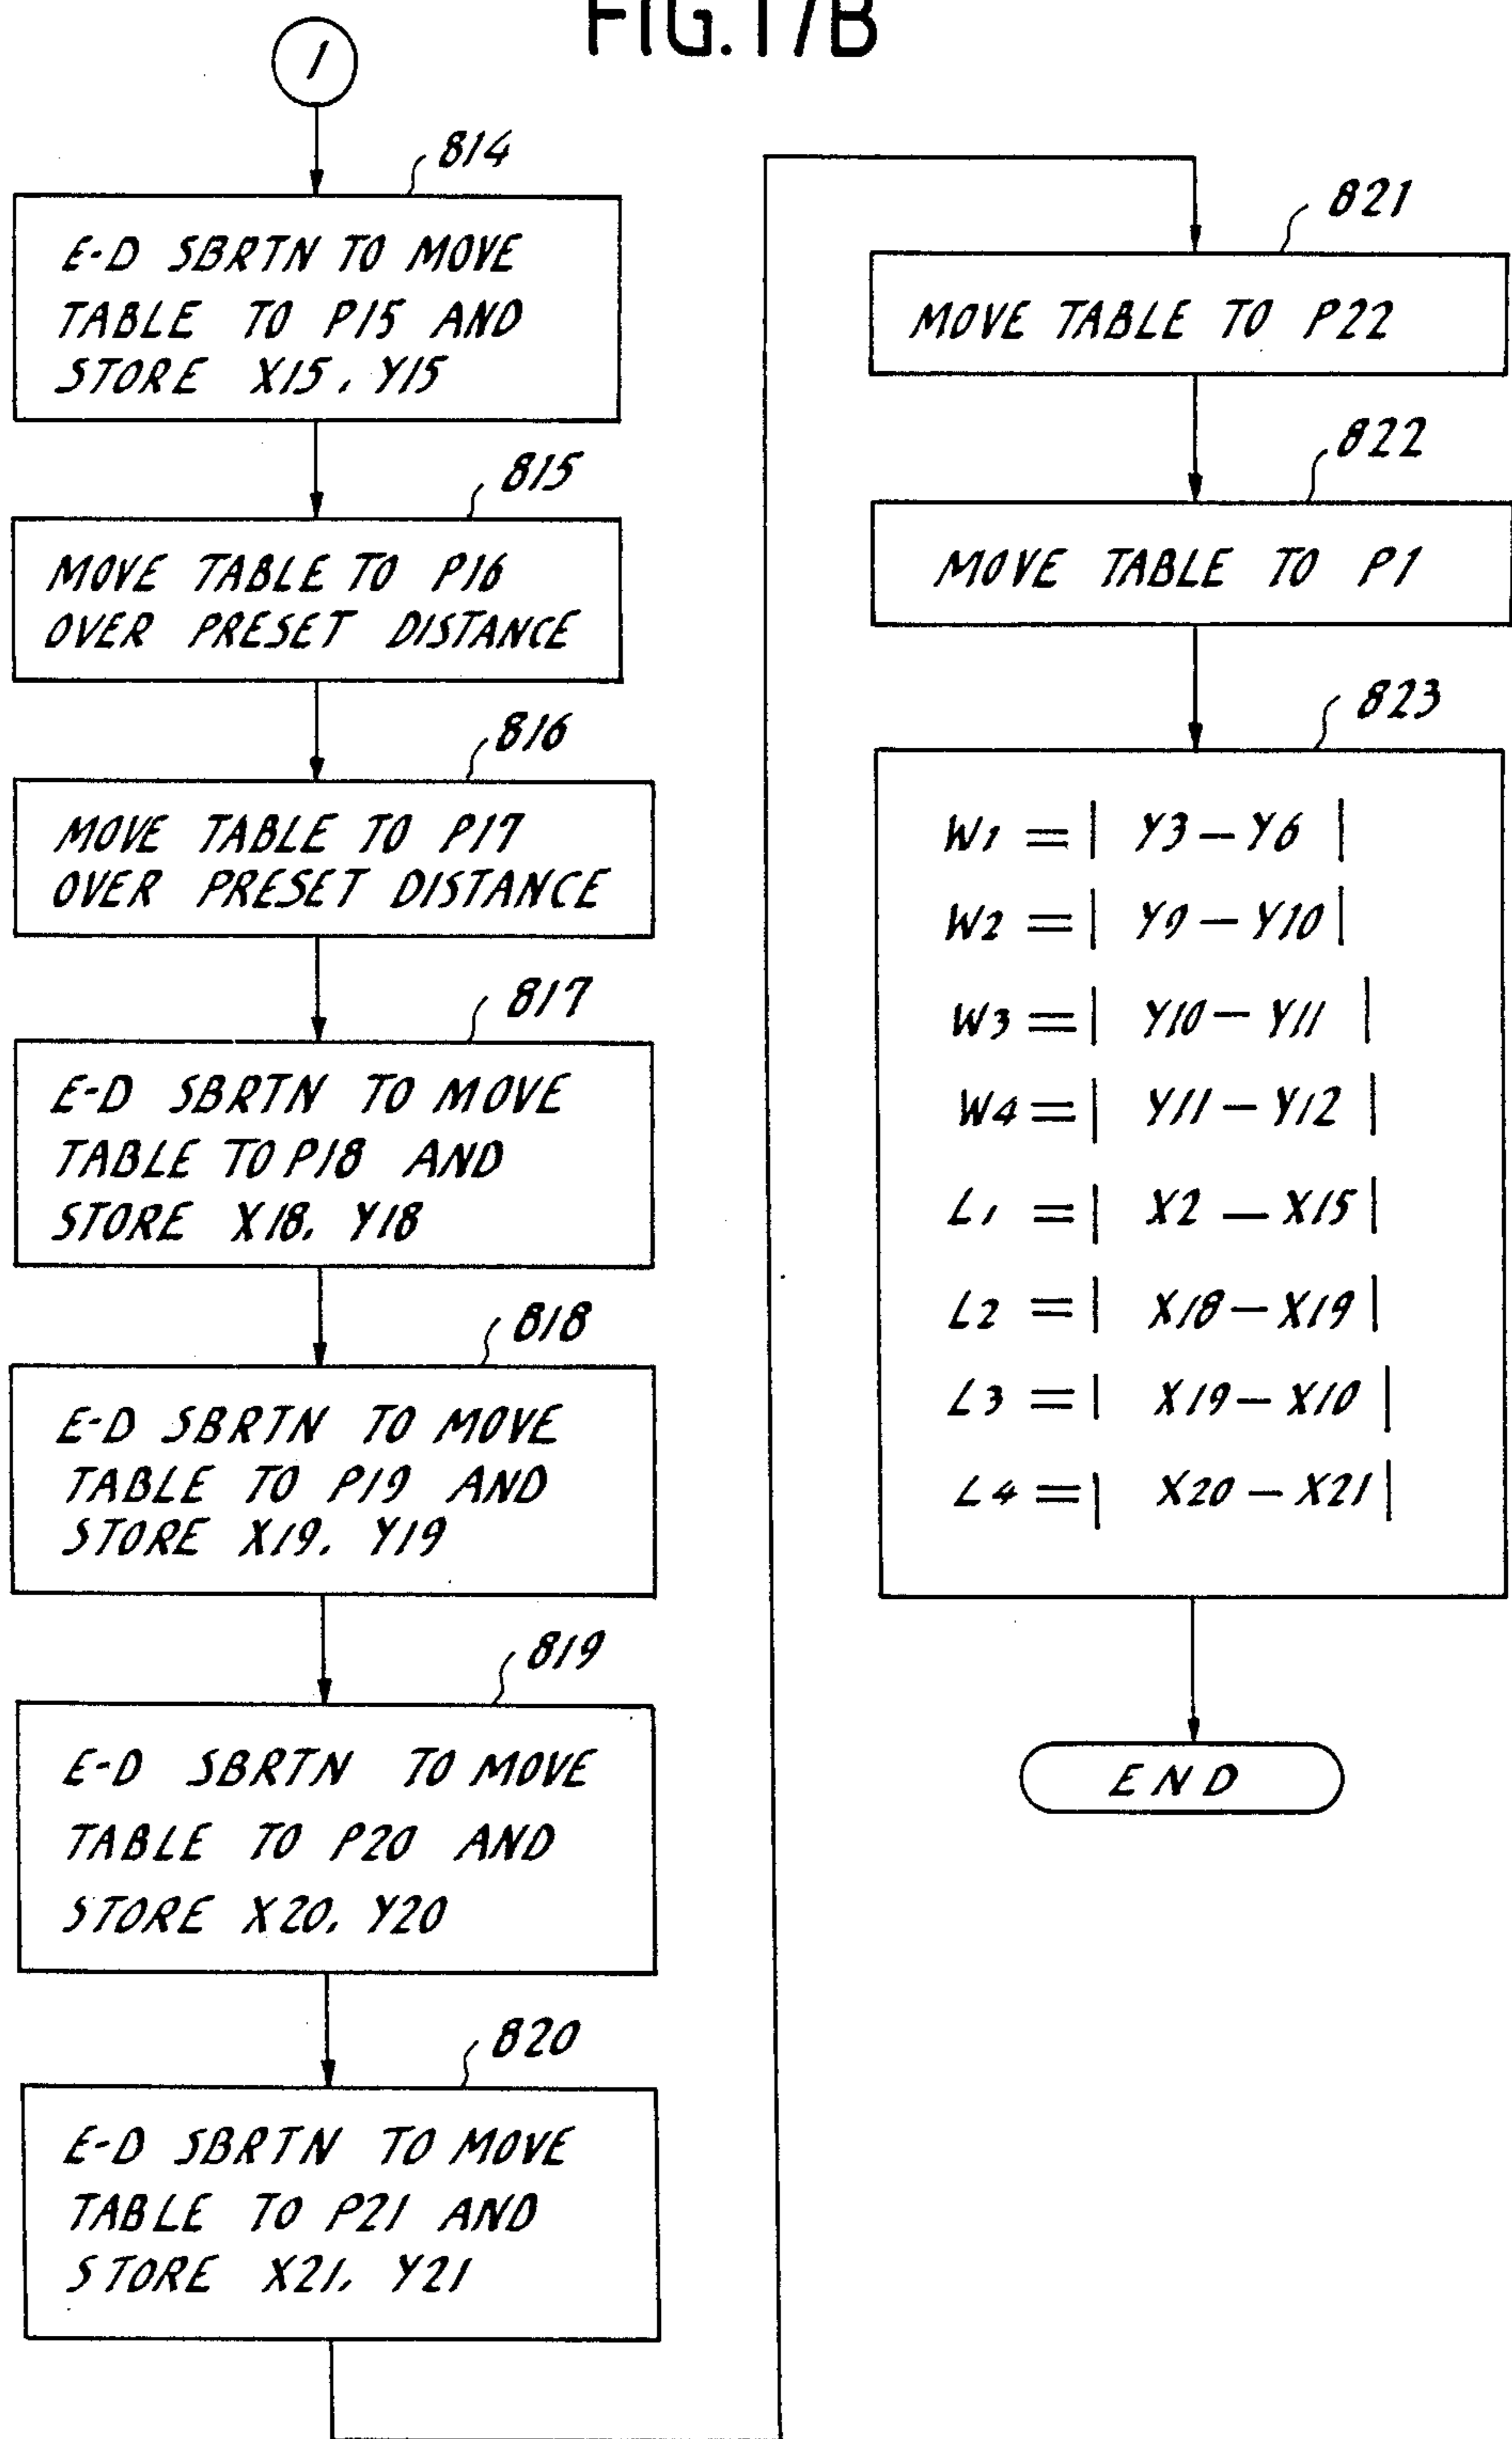 FIG. 17B
1
814
E-D SBRTN TO MOVE
TABLE TO P15 AND
STORE X15, Y15
815
MOVE TABLE TO P16
OVER PRESET DISTANCE
816
MOVE TABLE TO P17
OVER PRESET DISTANCE
817
E-D SBRTN TO MOVE
TABLE TO P18 AND
STORE X18, Y18
818
E-D SBRTN TO MOVE
TABLE TO P19 AND
STORE X19, Y19
819
E-D SBRTN TO MOVE
TABLE TO P20 AND
STORE X20, Y20
820
E-D SBRTN TO MOVE
TABLE TO P21 AND
STORE X21, Y21
821
MOVE TABLE TO P22
822
MOVE TABLE TO P1
823
W1 = | Y3 — Y6 |
W2 = | Y9 — Y10 |
W3 = | Y10 — Y11 |
W4 = | Y11 — Y12 |
L1 = | X2 — X15 |
L2 = | X18 — X19 |
L3 = | X19 — X10 |
L4 = | X20 — X21 |
END